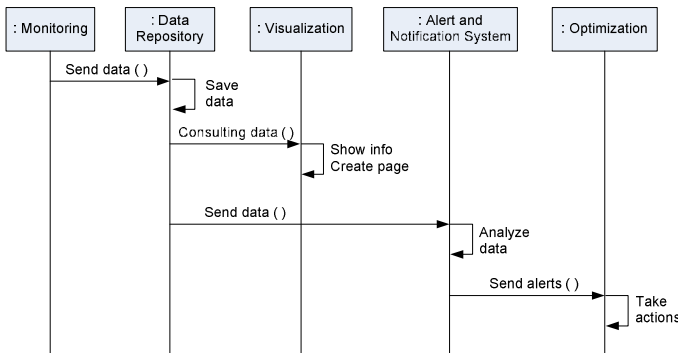 : Monitoring
: Data
Repository
: Visualization
: Alert and
Notification System
: Optimization
Send data ( )
Save
data
Consulting data ( )
Show info
Create page
Send data ( )
Analyze
data
Send alerts ( )
Take
actions